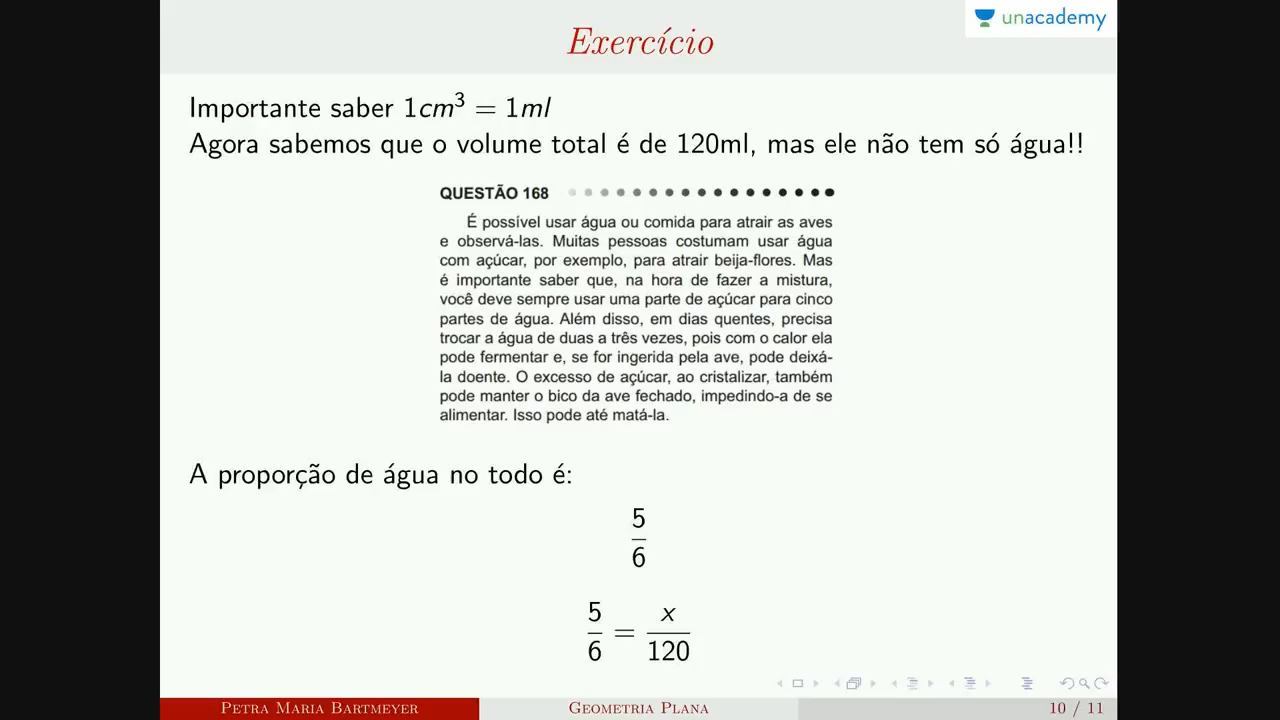 Exercício
unacademy
Importante saber 1cm³ = 1ml
Agora sabemos que o volume total é de 120ml, mas ele não tem só água!!
QUESTÃO 168
É possível usar água ou comida para atrair as aves
e observá-las. Muitas pessoas costumam usar água
com açúcar, por exemplo, para atrair beija-flores. Mas
é importante saber que, na hora de fazer a mistura,
você deve sempre usar uma parte de açúcar para cinco
partes de água. Além disso, em dias quentes, precisa
trocar a água de duas a três vezes, pois com o calor ela
pode fermentar e, se for ingerida pela ave, pode deixá-
la doente. O excesso de açúcar, ao cristalizar, também
pode manter o bico da ave fechado, impedindo-a de se
alimentar. Isso pode até matá-la.
A proporção de água no todo é:
5/6
5/6 = x/120
Petra Maria Bartmeyer
Geometria Plana
10 / 11